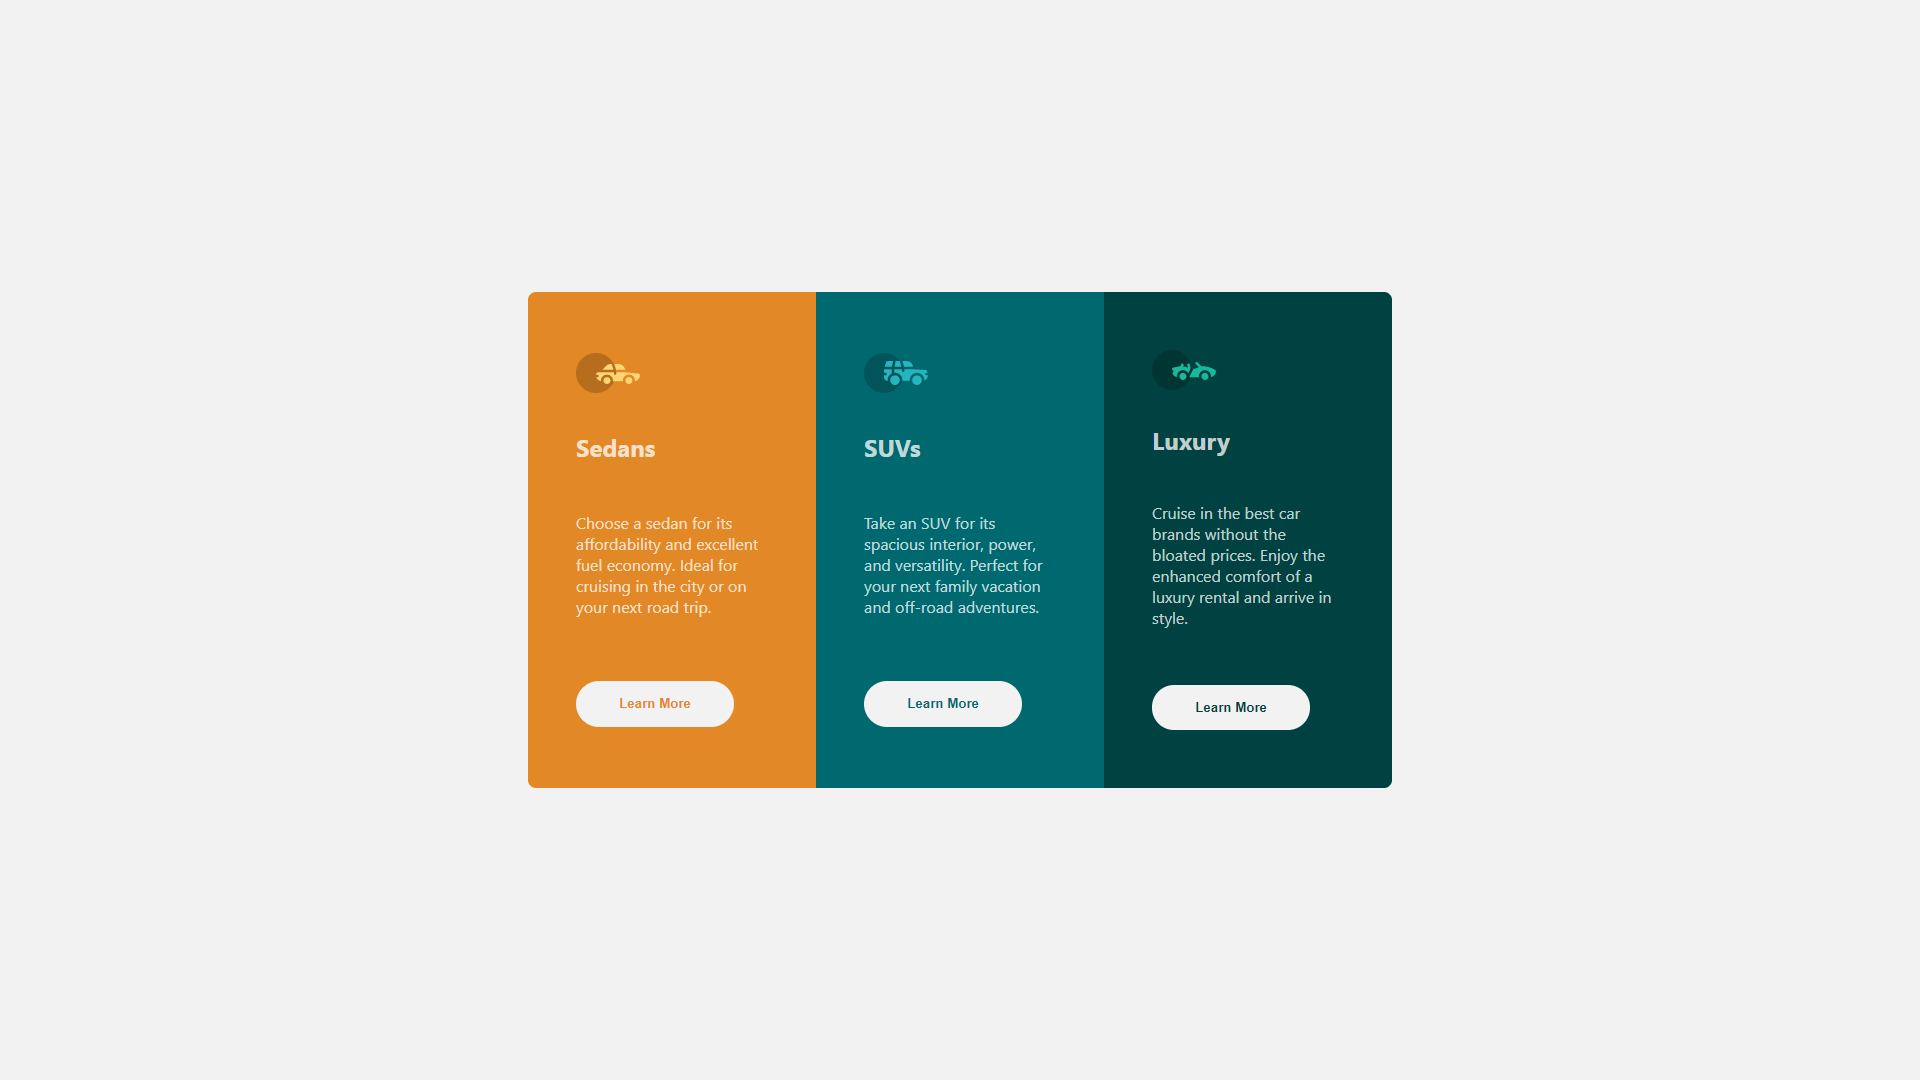 Sedans
Choose a sedan for its
affordability and excellent
fuel economy. Ideal for
cruising in the city or on
your next road trip.
Learn More
SUVs
Take an SUV for its
spacious interior, power,
and versatility. Perfect for
your next family vacation
and off-road adventures.
Learn More
Luxury
Cruise in the best car
brands without the
bloated prices. Enjoy the
enhanced comfort of a
luxury rental and arrive in
style.
Learn More